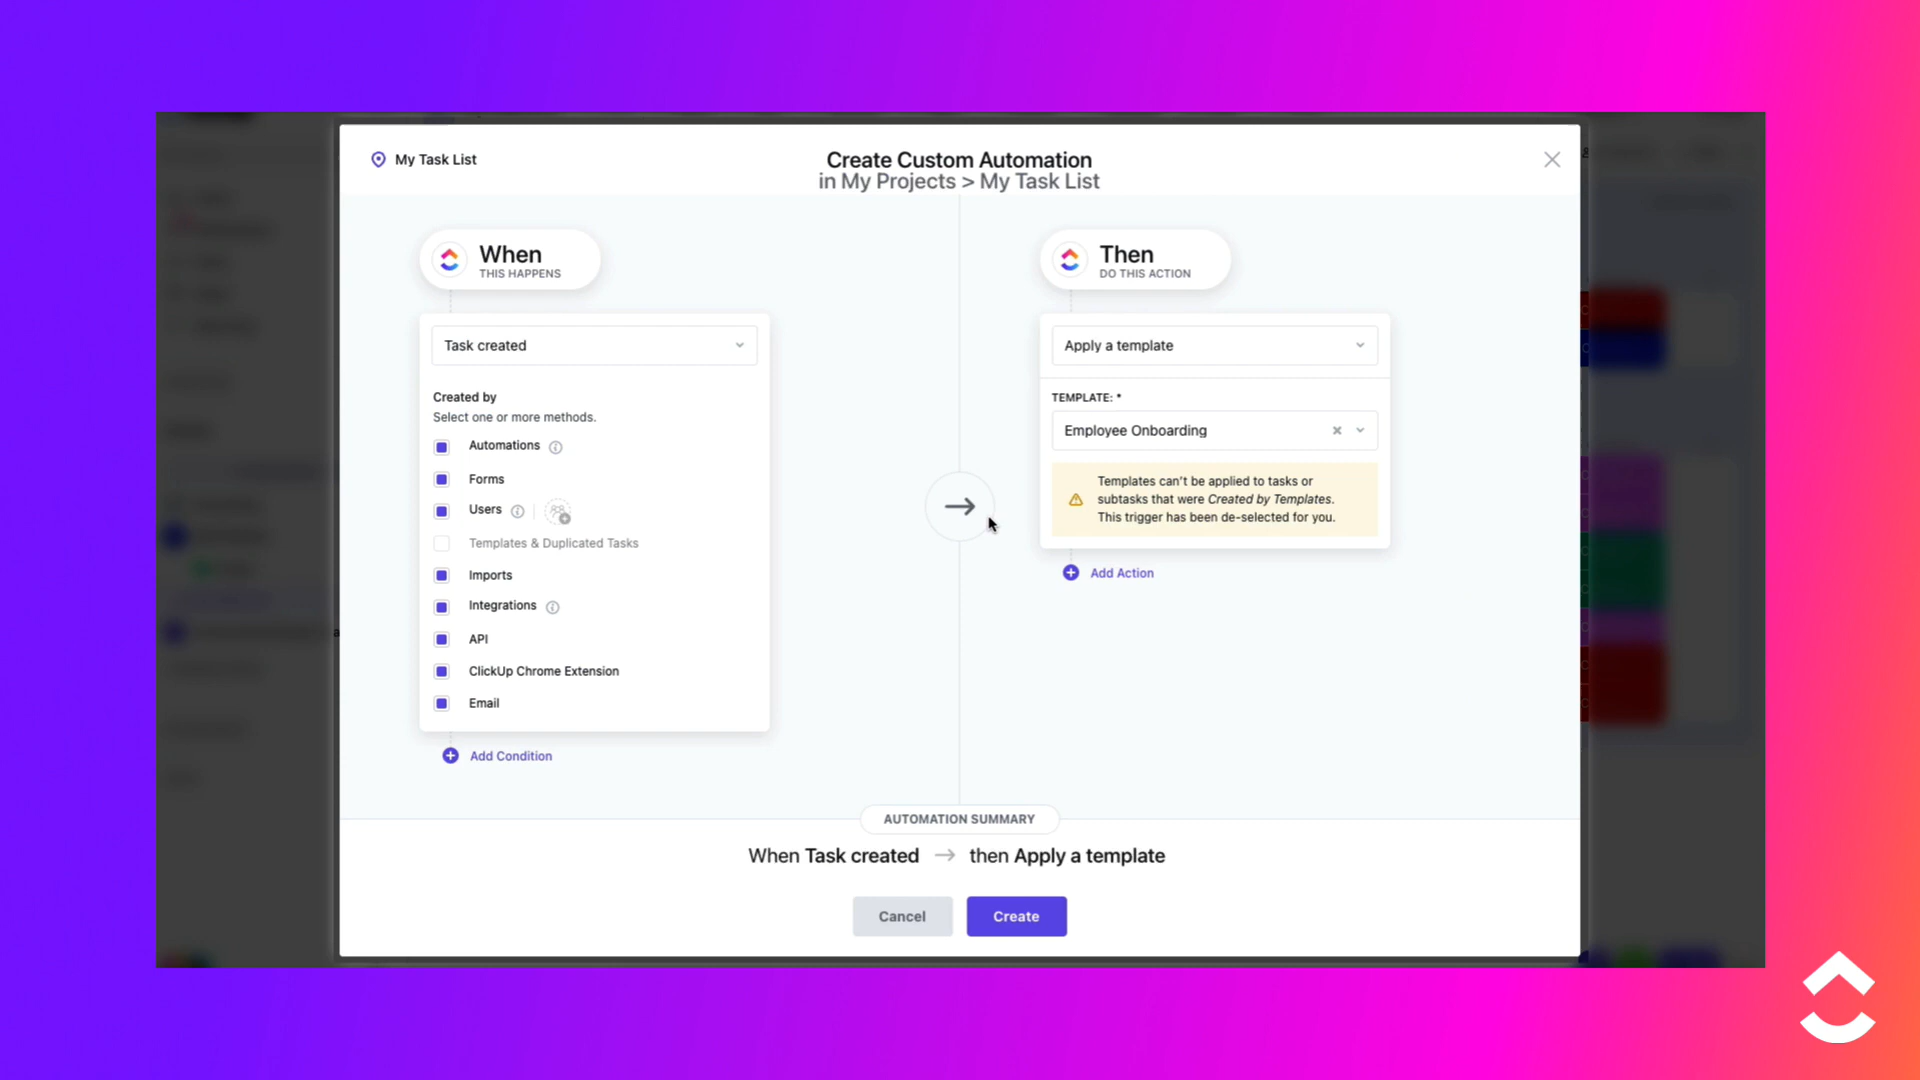 My Task List
Create Custom Automation
in My Projects > My Task List
When
THIS HAPPENS
Task created
Created by
Select one or more methods.
Automations
Forms
Users
Templates & Duplicated Tasks
Imports
Integrations
API
ClickUp Chrome Extension
Email
Add Condition
Then
DO THIS ACTION
Apply a template
TEMPLATE: *
Employee Onboarding
Templates can't be applied to tasks or
subtasks that were Created by Templates.
This trigger has been de-selected for you.
Add Action
AUTOMATION SUMMARY
When Task created → then Apply a template
Cancel
Create